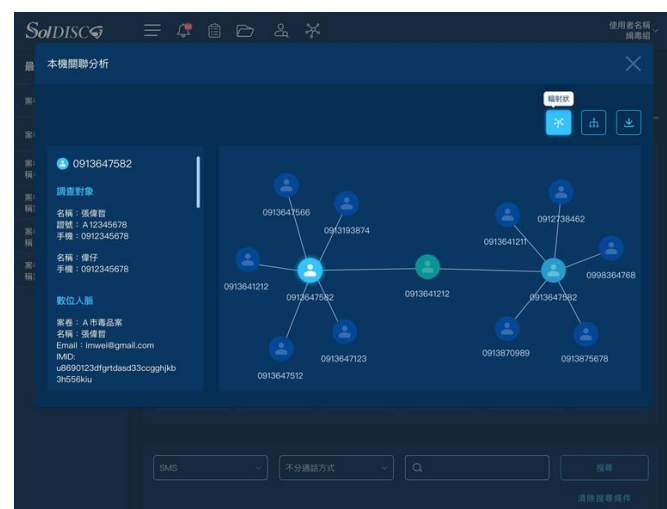 SolDISC
使用者名稱
緝毒組
本機關聯分析
輻射狀
0913647582
調查對象
名稱：張偉哲
證號：A12345678
手機：0912345678
名稱：偉仔
手機：0912345678
數位人脈
案卷：A市毒品案
名稱：張偉哲
Email：imwei@gmail.com
IMID:
u8690123dfgrtdasd33ccgghjkb
3h556kiu
0913647566
0913193874
0913641212
0913647582
0913647512
0913647123
0913641212
0913641211
0912738462
0998364768
0913647582
0913870989
0913875678
SMS
不分通話方式
搜尋
清除搜尋條件